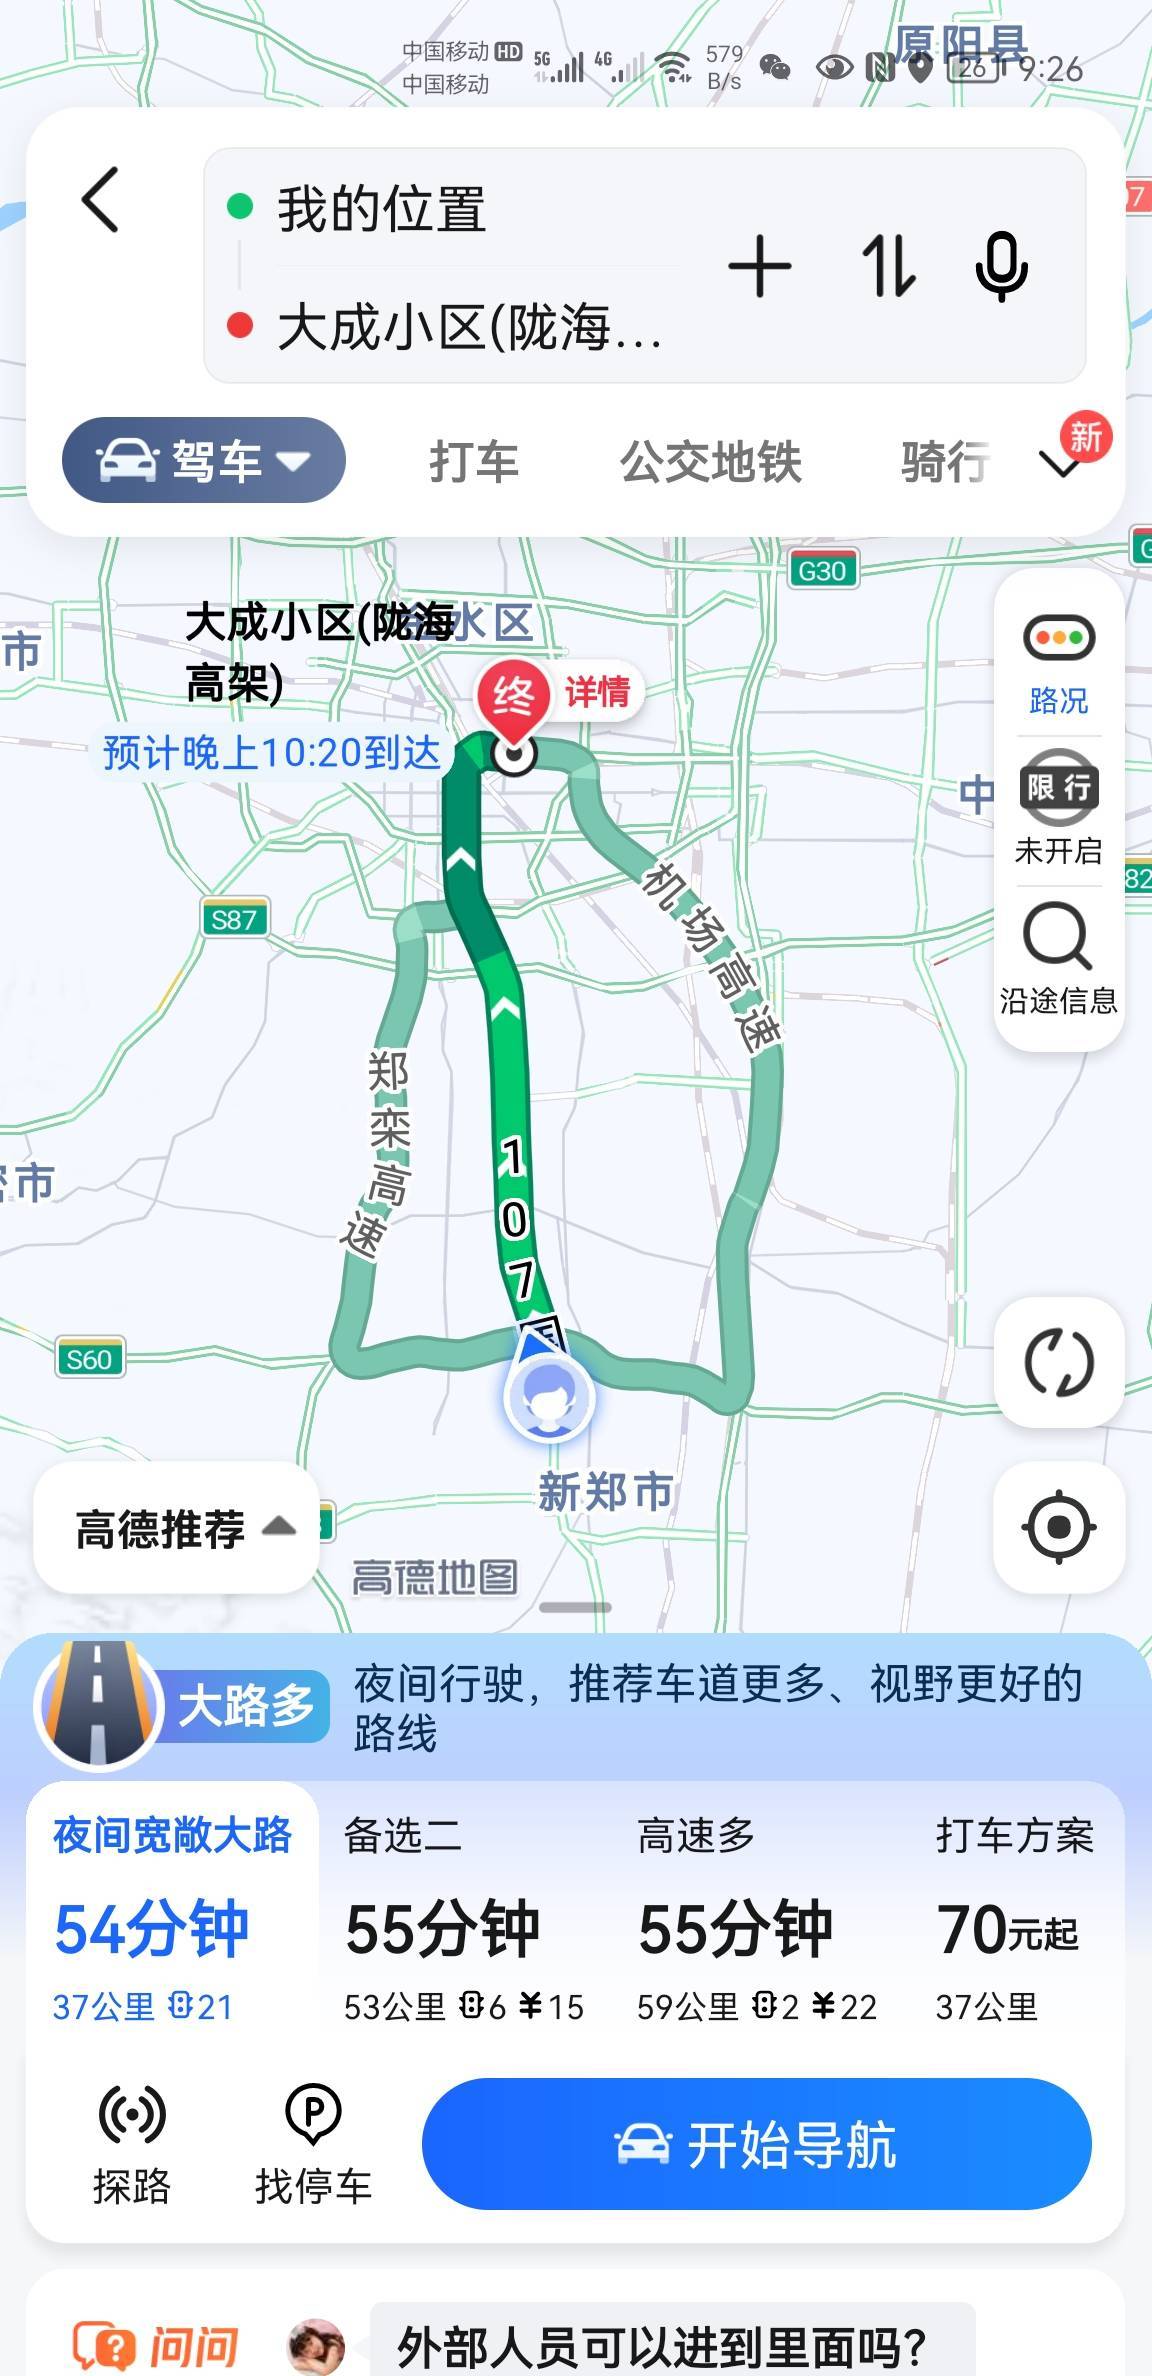 中国移动 HD 5G 4G 579 B/s 26 9:26
中国移动
原阳县
我的位置
大成小区(陇海...
驾车 打车 公交地铁 骑行 新
G30
大成小区(陇海
高架)
水区
预计晚上10:20到达
终 详情
路况
限行
未开启
沿途信息
市
中
S87
机场高速
郑栾高速
107
市
S60
新郑市
高德推荐
高德地图
大路多
夜间行驶，推荐车道更多、视野更好的
路线
夜间宽敞大路 备选二 高速多 打车方案
54分钟 55分钟 55分钟 70元起
37公里 21 53公里 6 ¥15 59公里 2 ¥22 37公里
探路 找停车 开始导航
P
问问 外部人员可以进到里面吗？